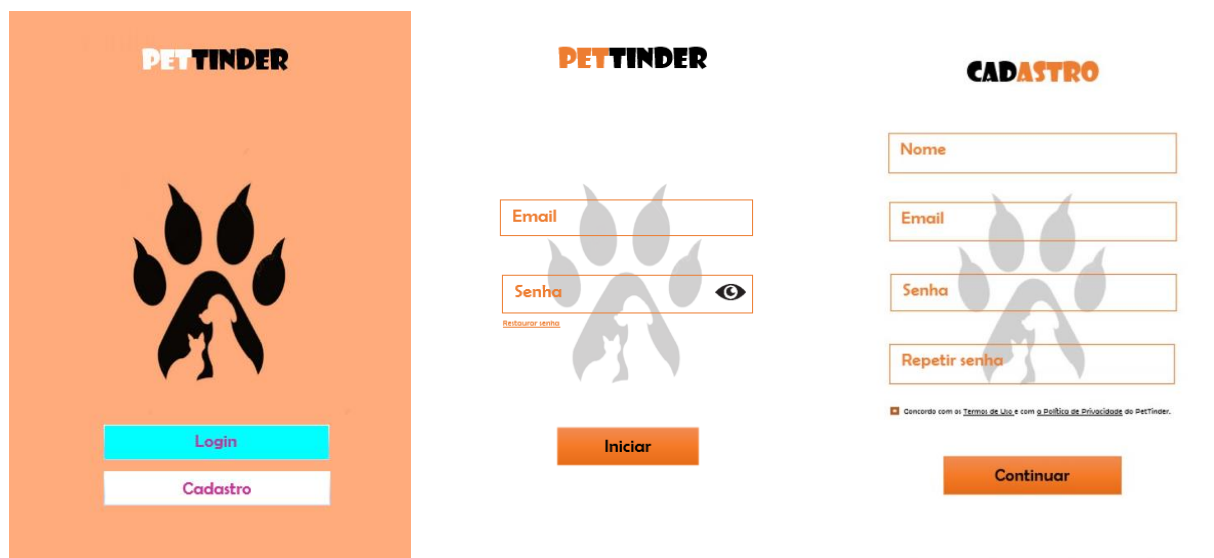 PETTINDER
Login
Cadastro
PETTINDER
Email
Senha
Restaurar senha
Iniciar
CADASTRO
Nome
Email
Senha
Repetir senha
Concordo com os Termos de Uso e com a Política de Privacidade do PetTinder.
Continuar